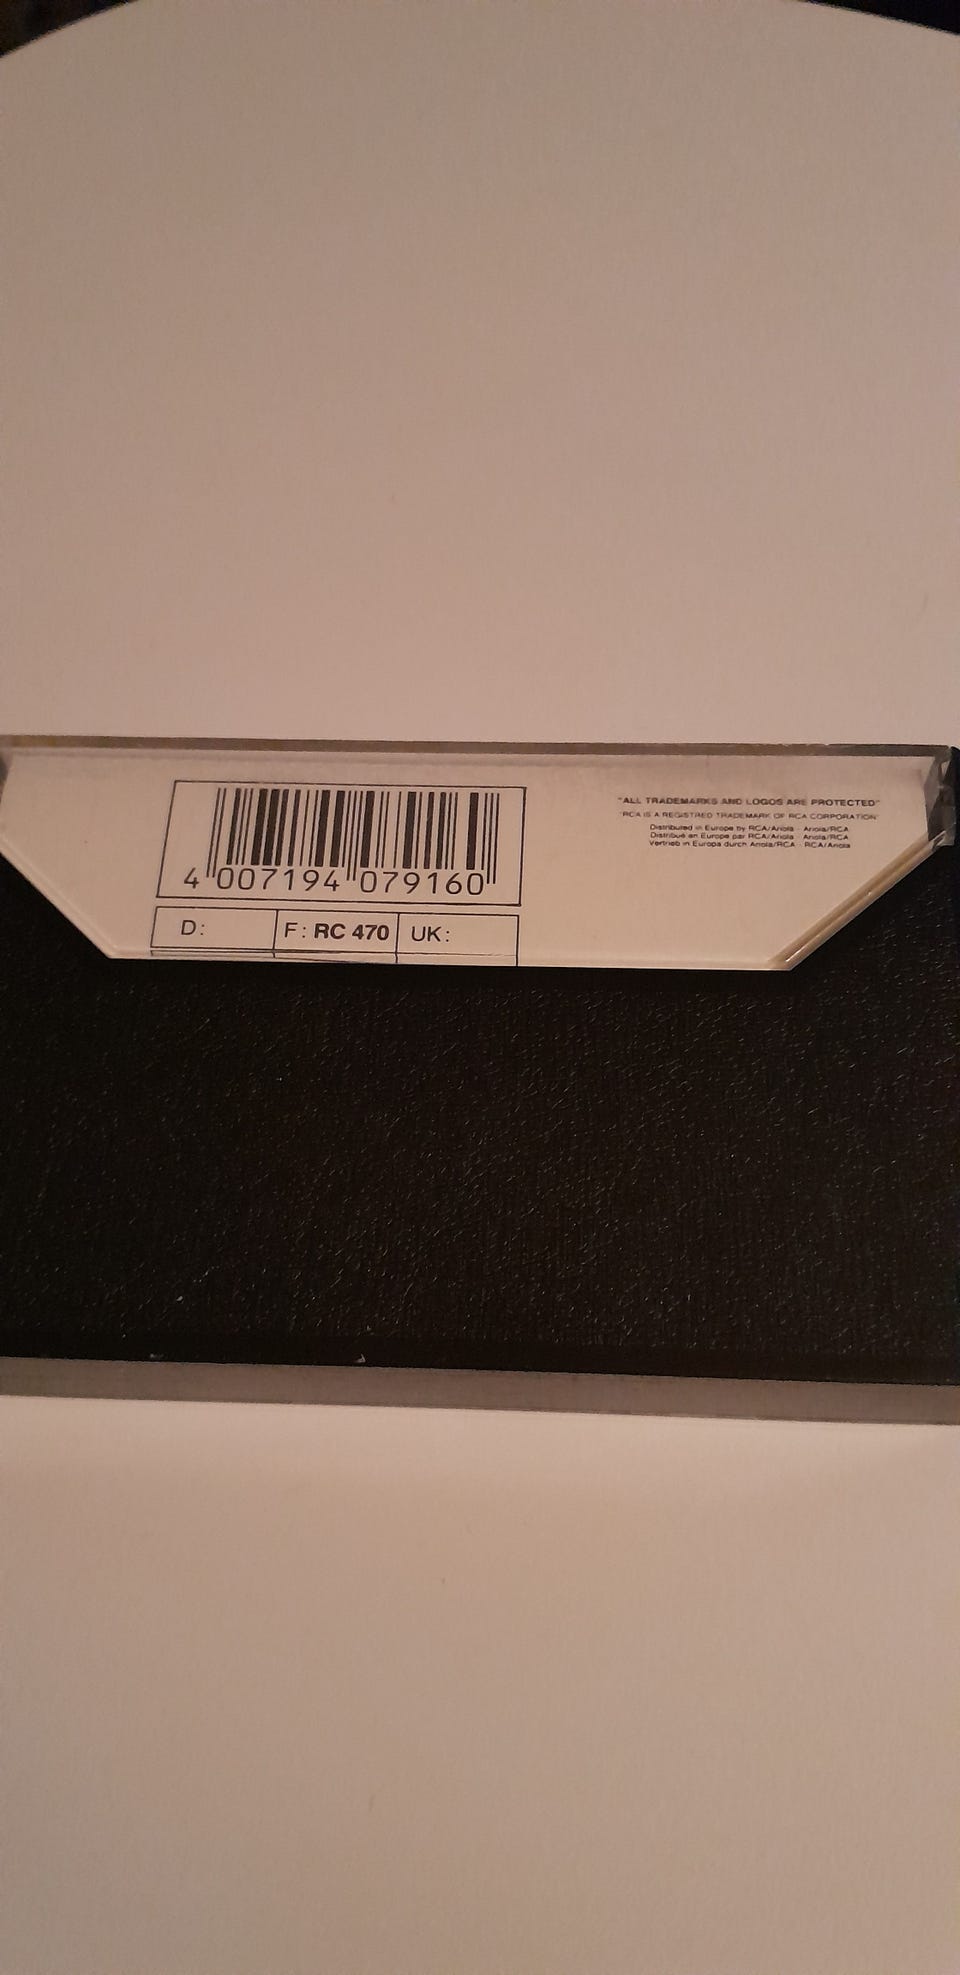 4 007194 079160
D: F: RC 470 UK:
"ALL TRADEMARKS AND LOGOS ARE PROTECTED"
"RCA IS A REGISTRED TRADEMARK OF RCA CORPORATION"
Distributed in Europe by RCA/Ariola - Ariola/RCA
Distribué en Europe par RCA/Ariola - Ariola/RCA
Vertrieb in Europa durch Ariola/RCA - RCA/Ariola